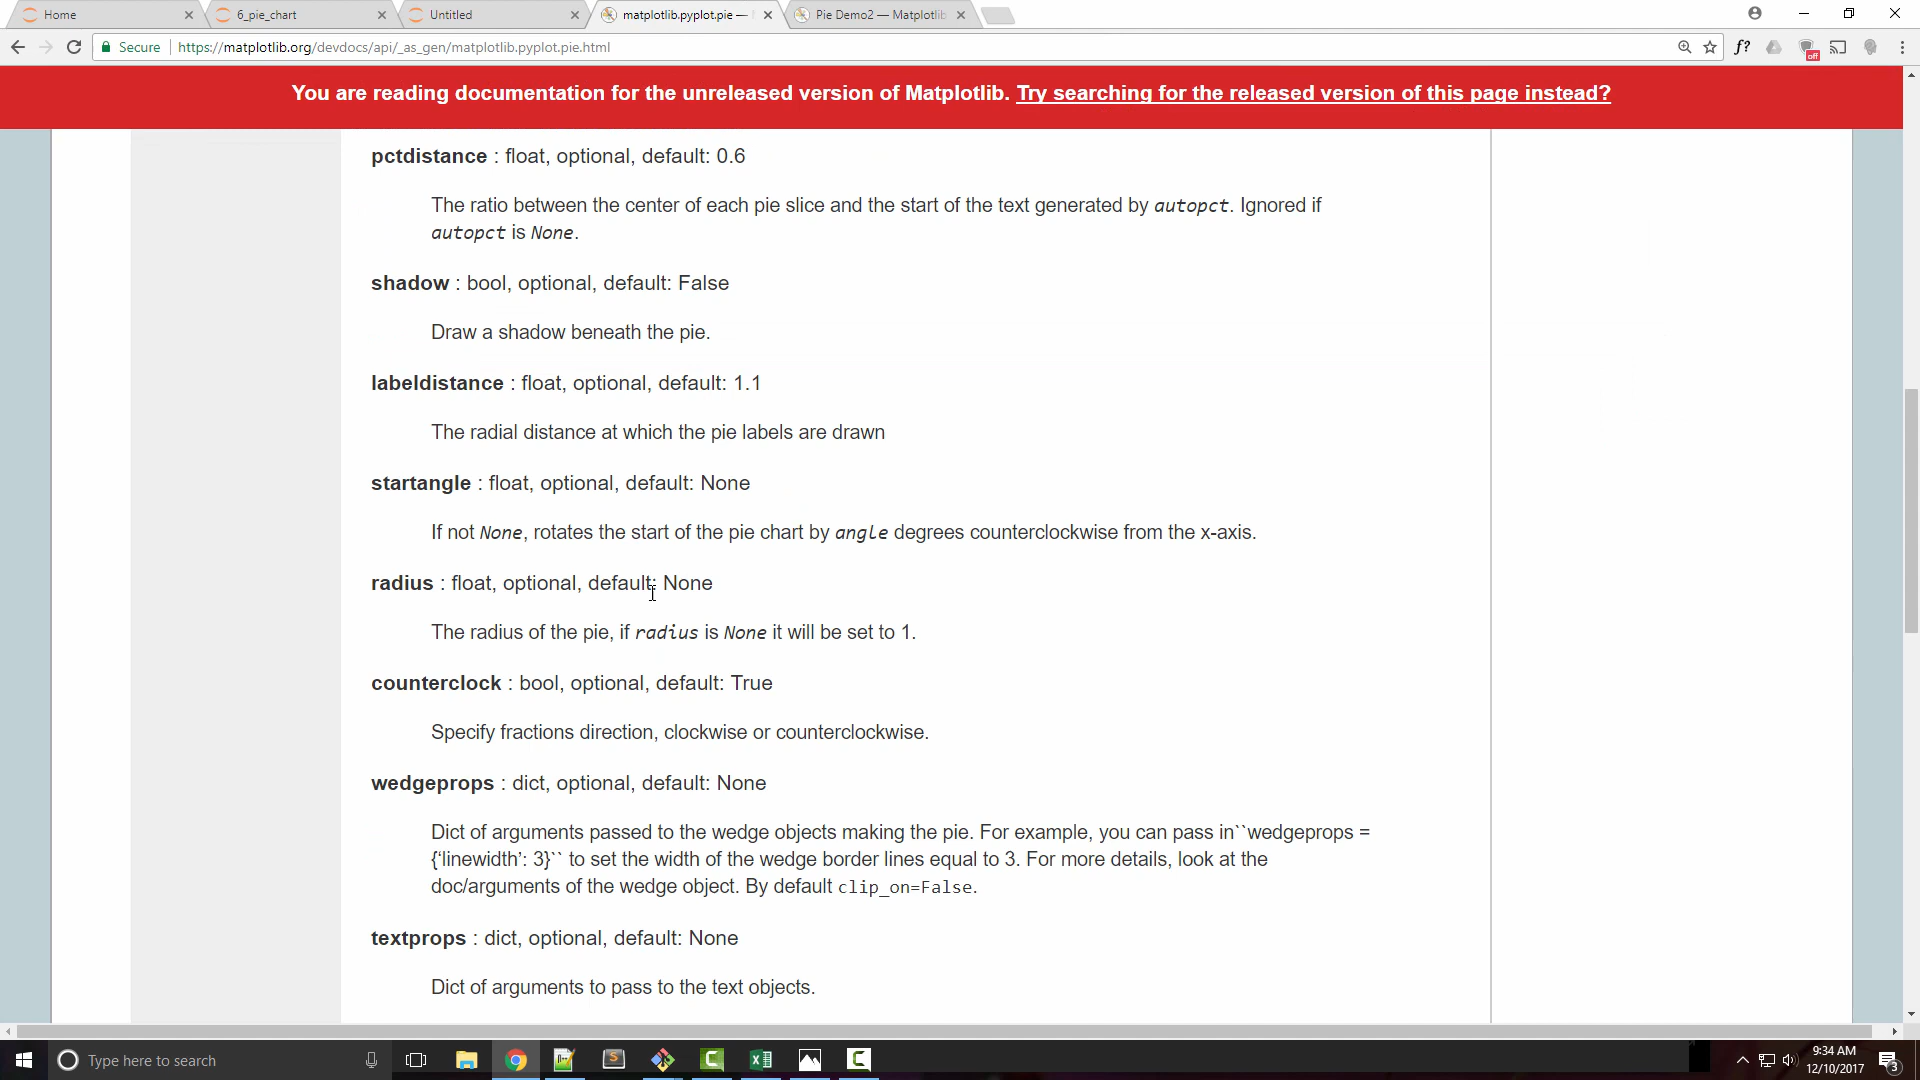 Home
6_pie_chart
Untitled
matplotlib.pyplot.pie —
Pie Demo2 — Matplotlib
Secure
https://matplotlib.org/devdocs/api/_as_gen/matplotlib.pyplot.pie.html
f?
off
You are reading documentation for the unreleased version of Matplotlib. Try searching for the released version of this page instead?
pctdistance : float, optional, default: 0.6
The ratio between the center of each pie slice and the start of the text generated by autopct. Ignored if
autopct is None.
shadow : bool, optional, default: False
Draw a shadow beneath the pie.
labeldistance : float, optional, default: 1.1
The radial distance at which the pie labels are drawn
startangle : float, optional, default: None
If not None, rotates the start of the pie chart by angle degrees counterclockwise from the x-axis.
radius : float, optional, default: None
The radius of the pie, if radius is None it will be set to 1.
counterclock : bool, optional, default: True
Specify fractions direction, clockwise or counterclockwise.
wedgeprops : dict, optional, default: None
Dict of arguments passed to the wedge objects making the pie. For example, you can pass in``wedgeprops =
{‘linewidth’: 3}`` to set the width of the wedge border lines equal to 3. For more details, look at the
doc/arguments of the wedge object. By default clip_on=False.
textprops : dict, optional, default: None
Dict of arguments to pass to the text objects.
Type here to search
9:34 AM
12/10/2017
3